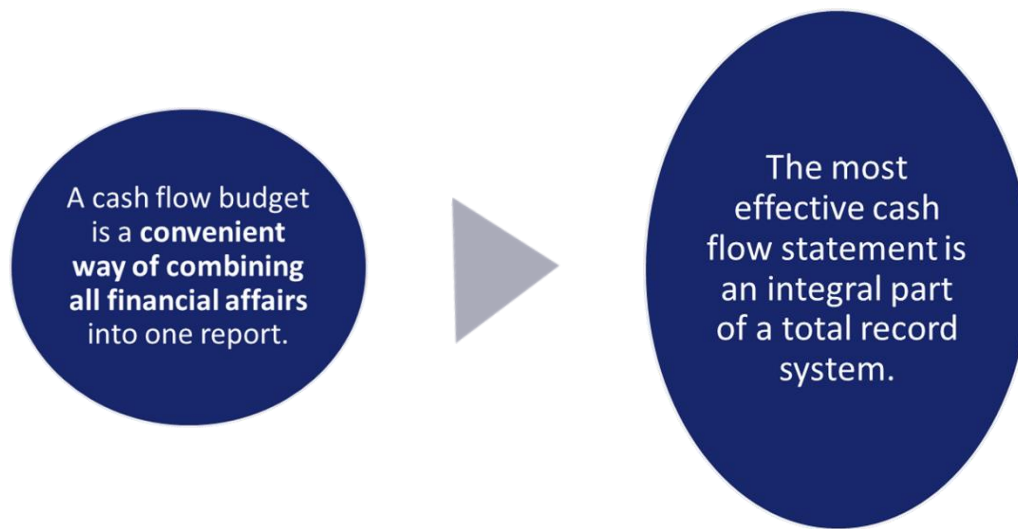 A cash flow budget
is a convenient
way of combining
all financial affairs
into one report.
The most
effective cash
flow statement is
an integral part
of a total record
system.